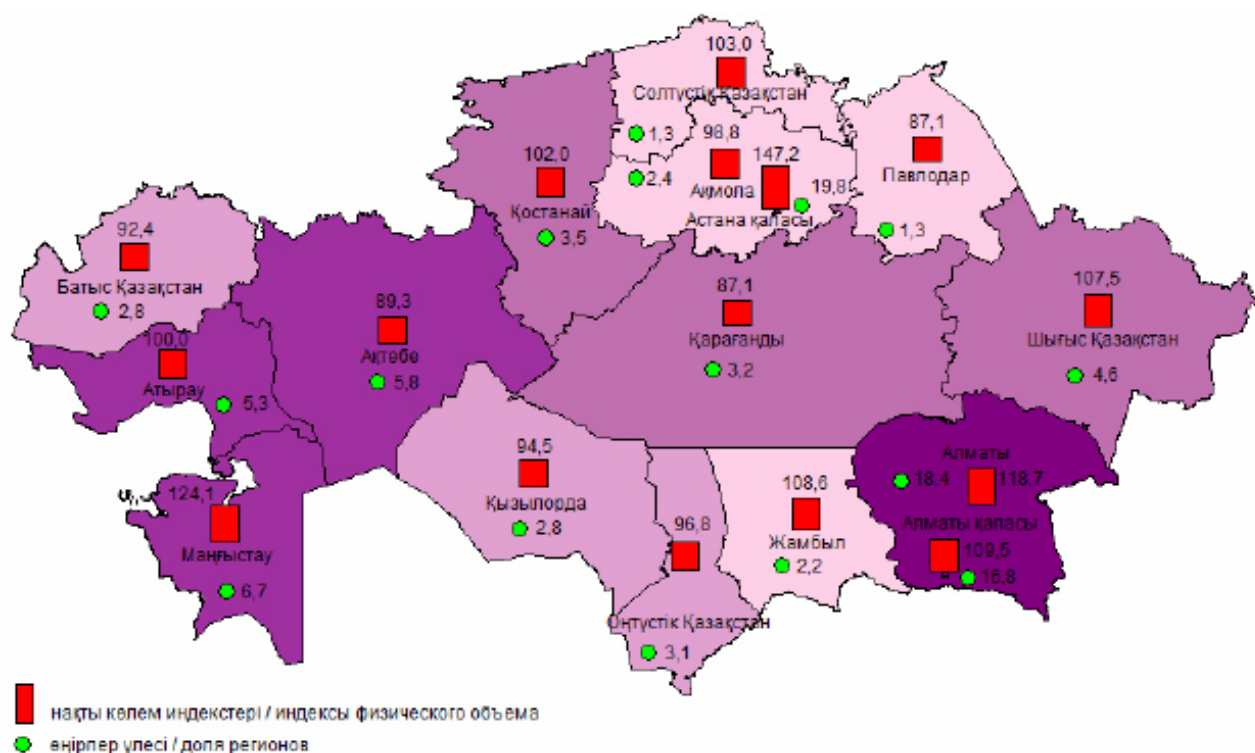 103,0
Солтүстік Қазақстан
1,3
98,8
2,4
Ақмола
147,2
19,8
Астана қаласы
87,1
Павлодар
1,3
102,0
Қостанай
3,5
92,4
Батыс Қазақстан
2,8
100,0
Атырау
5,3
89,3
Ақтөбе
5,8
87,1
Қарағанды
3,2
107,5
Шығыс Қазақстан
4,6
124,1
Маңғыстау
6,7
94,5
Қызылорда
2,8
96,8
Оңтүстік Қазақстан
3,1
108,6
Жамбыл
2,2
Алматы
18,4
118,7
Алматы қаласы
109,5
16,8
нақты көлем индекстері / индексы физического объема
өңірлер үлесі / доля регионов